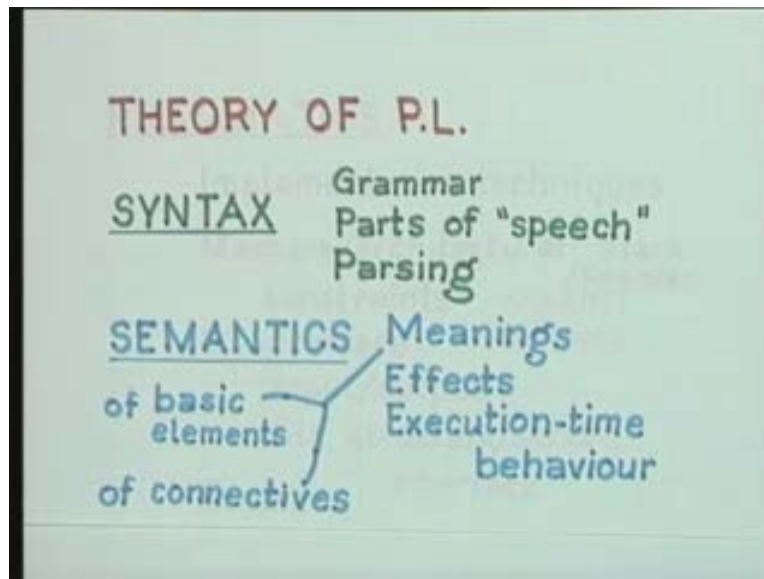 THEORY OF P.L.
SYNTAX
Grammar
Parts of "speech"
Parsing
SEMANTICS
of basic
elements
of connectives
Meanings
Effects
Execution-time
behaviour